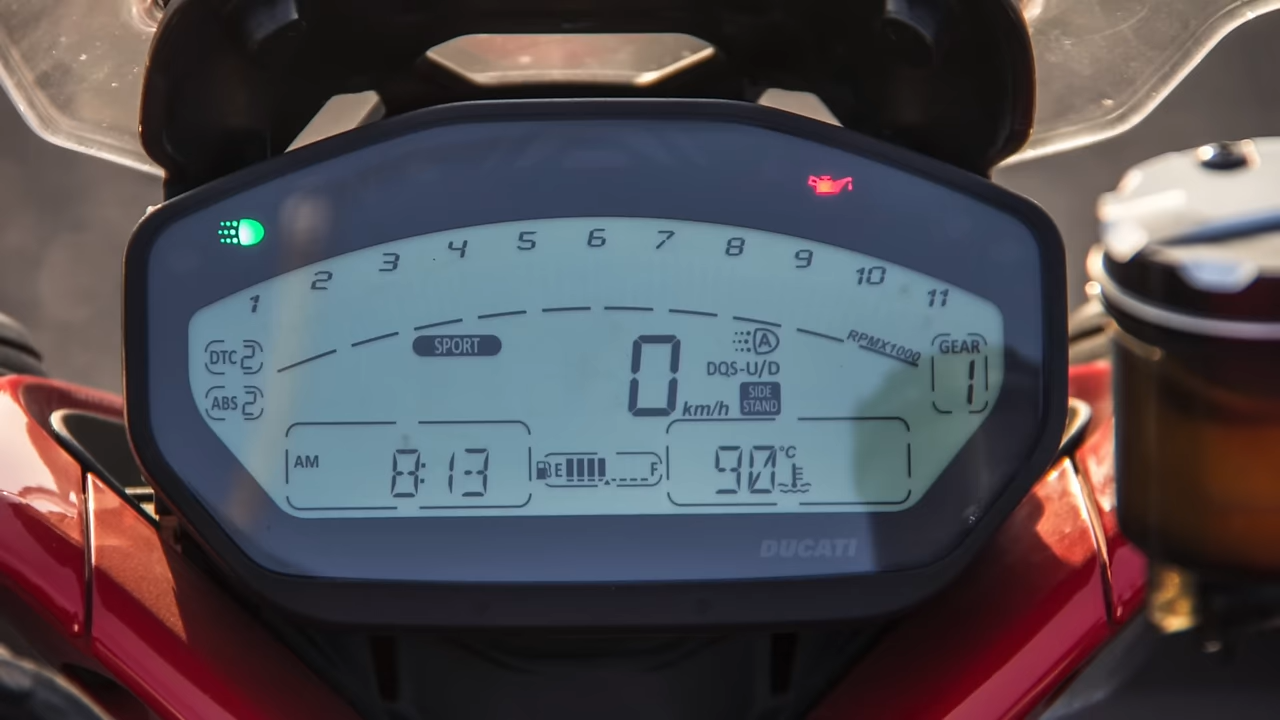 1 2 3 4 5 6 7 8 9 10 11
RPMX1000
SPORT
DTC 2
ABS 2
0 km/h
A
DQS-U/D
SIDE
STAND
GEAR
1
AM 8:13
E F
90 °C
DUCATI